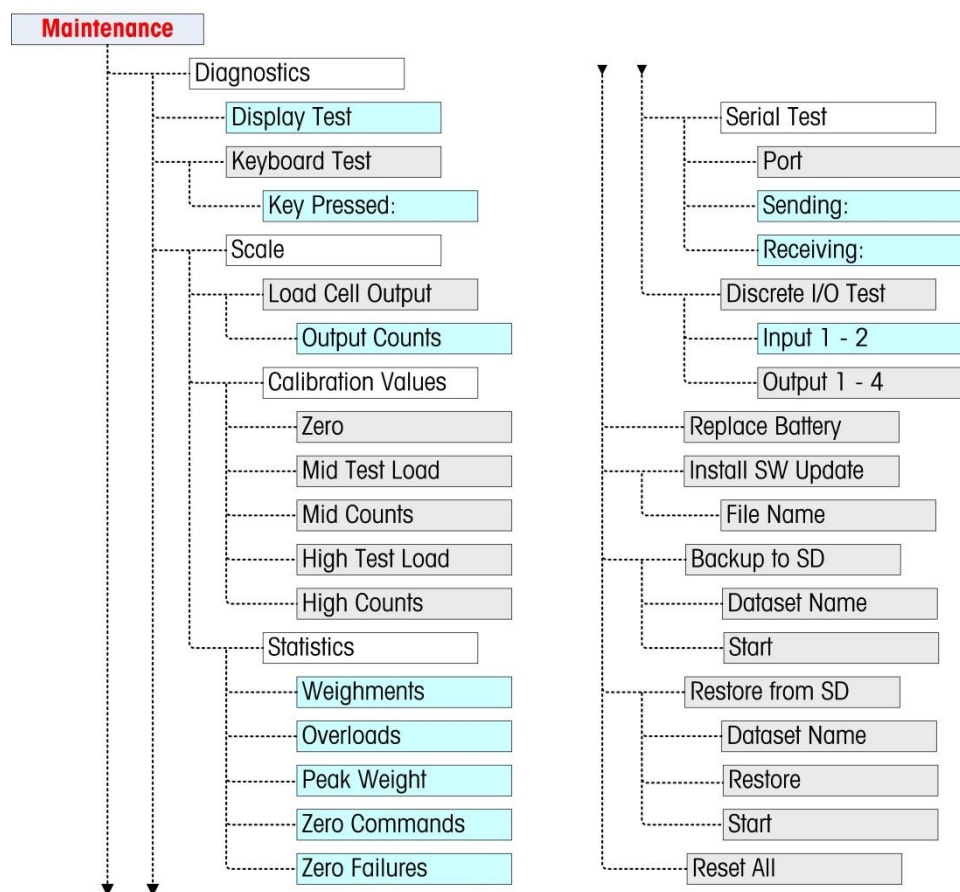 Maintenance
Diagnostics
Display Test
Keyboard Test
Key Pressed:
Scale
Load Cell Output
Output Counts
Calibration Values
Zero
Mid Test Load
Mid Counts
High Test Load
High Counts
Statistics
Weighments
Overloads
Peak Weight
Zero Commands
Zero Failures
Serial Test
Port
Sending:
Receiving:
Discrete I/O Test
Input 1 - 2
Output 1 - 4
Replace Battery
Install SW Update
File Name
Backup to SD
Dataset Name
Start
Restore from SD
Dataset Name
Restore
Start
Reset All